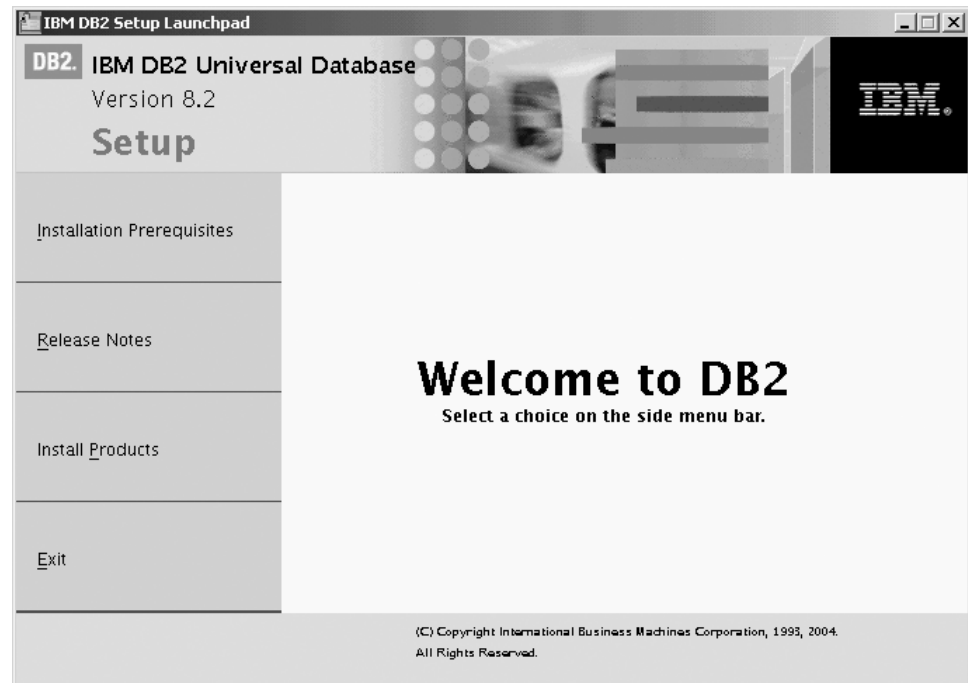 IBM DB2 Setup Launchpad
DB2. IBM DB2 Universal Database
Version 8.2
Setup
IBM.
Installation Prerequisites
Release Notes
Install Products
Exit
Welcome to DB2
Select a choice on the side menu bar.
(C) Copyright International Business Machines Corporation, 1993, 2004.
All Rights Reserved.